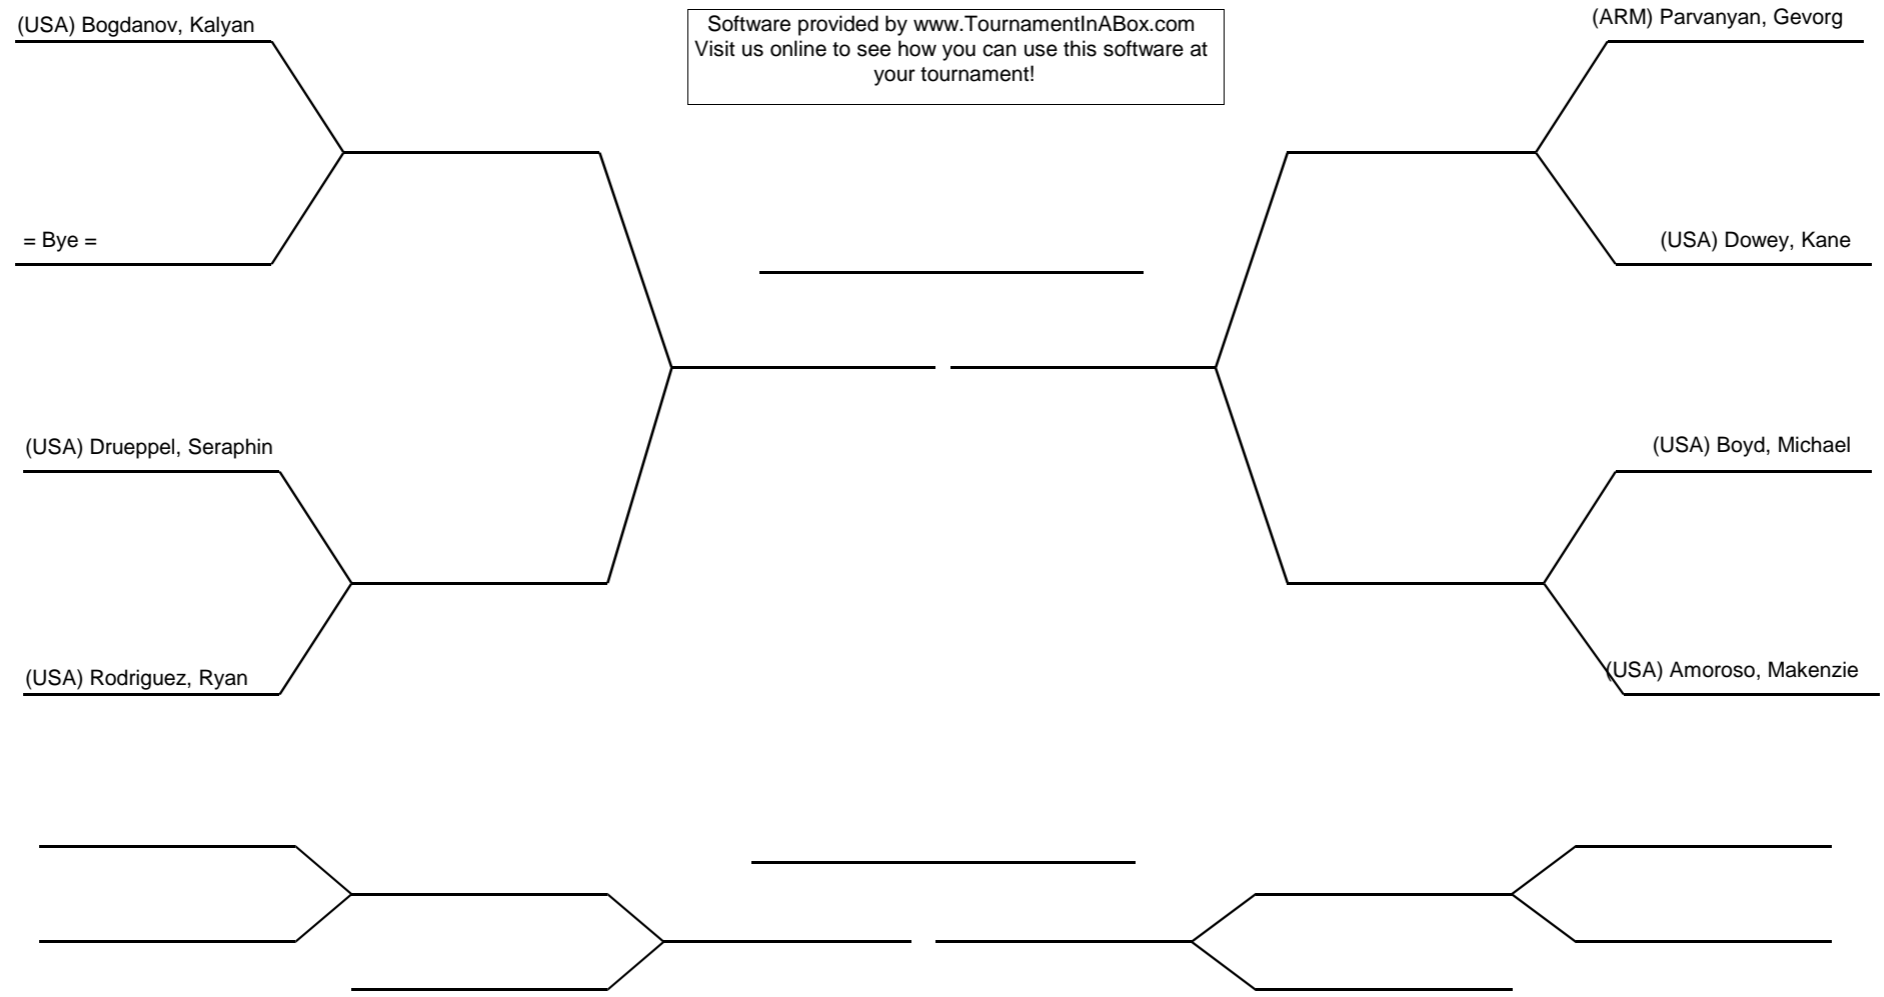 (USA) Bogdanov, Kalyan
Software provided by www.TournamentInABox.com
Visit us online to see how you can use this software at
your tournament!
(ARM) Parvanyan, Gevorg
= Bye =
(USA) Dowey, Kane
(USA) Drueppel, Seraphin
(USA) Boyd, Michael
(USA) Rodriguez, Ryan
(USA) Amoroso, Makenzie